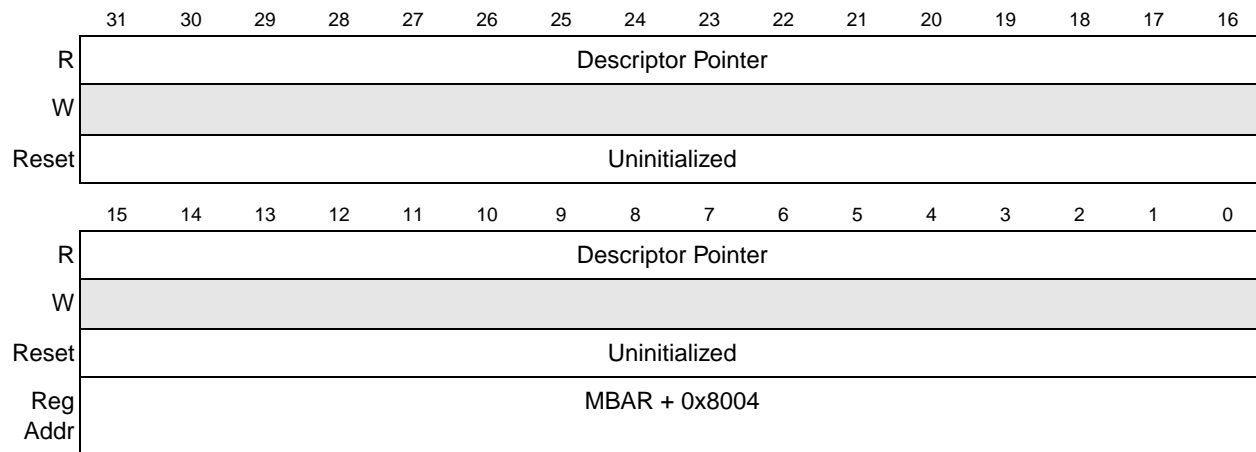 31 30 29 28 27 26 25 24 23 22 21 20 19 18 17 16
R Descriptor Pointer
W
Reset Uninitialized
15 14 13 12 11 10 9 8 7 6 5 4 3 2 1 0
R Descriptor Pointer
W
Reset Uninitialized
Reg MBAR + 0x8004
Addr